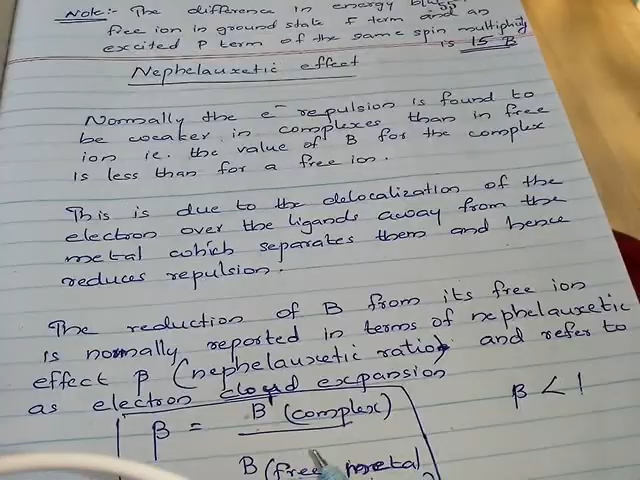 Note:- The difference in energy b/w
free ion in ground state F term and an
excited P term of the same spin multiplicity
is 15 B
Nephelauxetic effect
Normally the e⁻ repulsion is found to
be weaker in complexes than in free
ion ie. the value of B for the complex
is less than for a free ion.
This is due to the delocalization of the
electron over the ligands away from the
metal which separates them and hence
reduces repulsion.
The reduction of B from its free ion
is normally reported in terms of nephelauxetic
effect β (nephelauxetic ratio) and refer to
as electron cloud expansion
β = B' (complex)
β < 1
B (free metal